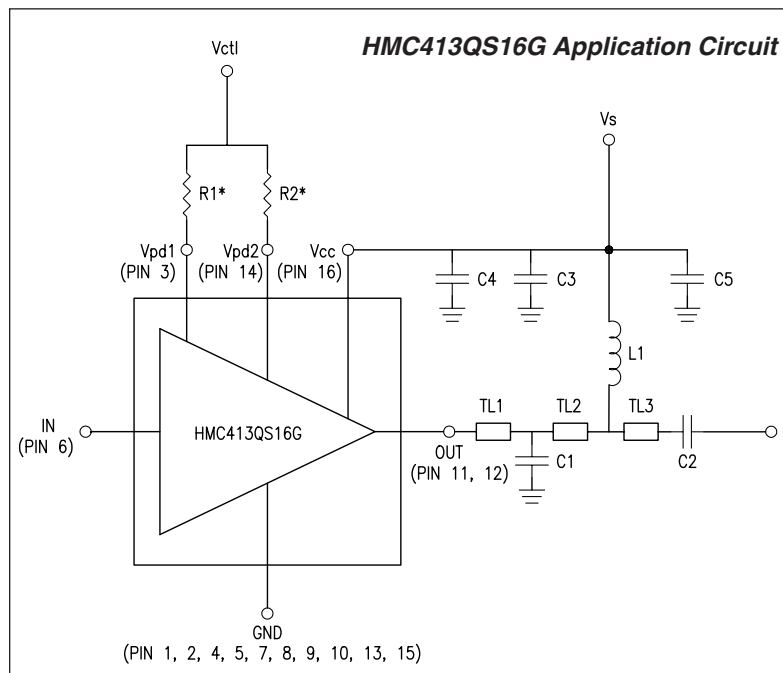 HMC413QS16G Application Circuit
Vctl
Vs
R1*
R2*
Vpd1
(PIN 3)
Vpd2
(PIN 14)
Vcc
(PIN 16)
C4
C3
C5
L1
TL1
TL2
TL3
IN
(PIN 6)
HMC413QS16G
OUT
(PIN 11, 12)
C1
C2
GND
(PIN 1, 2, 4, 5, 7, 8, 9, 10, 13, 15)